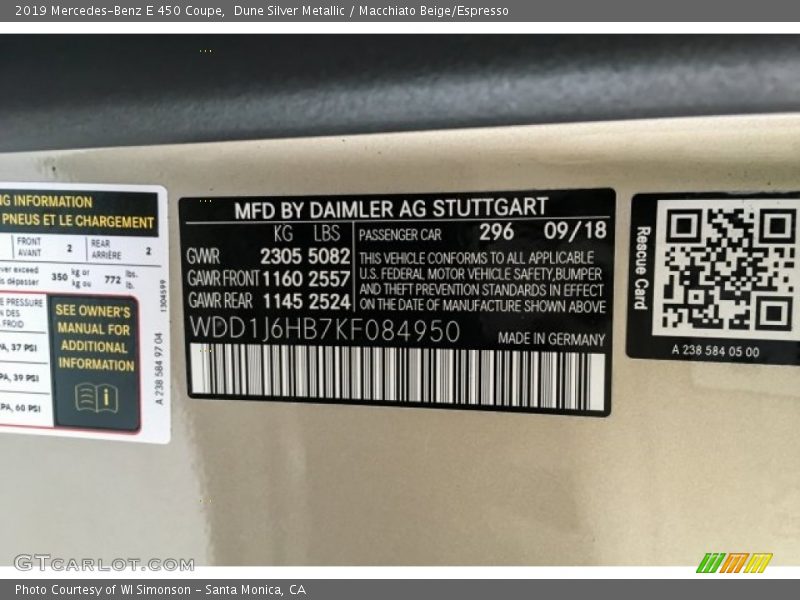 2019 Mercedes-Benz E 450 Coupe, Dune Silver Metallic / Macchiato Beige/Espresso
NG INFORMATION
PNEUS ET LE CHARGEMENT
FRONT AVANT 2 REAR ARRIÈRE 2
ver exceed
s dépasser 350 kg or kg ou 772 lbs. lb.
E PRESSURE
N DES
FROID
PA, 37 PSI
PA, 39 PSI
PA, 60 PSI
SEE OWNER'S
MANUAL FOR
ADDITIONAL
INFORMATION
1304599
A 238 584 97 04
MFD BY DAIMLER AG STUTTGART
KG LBS
GVWR 2305 5082
GAWR FRONT 1160 2557
GAWR REAR 1145 2524
PASSENGER CAR 296 09/18
THIS VEHICLE CONFORMS TO ALL APPLICABLE
U.S. FEDERAL MOTOR VEHICLE SAFETY,BUMPER
AND THEFT PREVENTION STANDARDS IN EFFECT
ON THE DATE OF MANUFACTURE SHOWN ABOVE
WDD1J6HB7KF084950
MADE IN GERMANY
Rescue Card
A 238 584 05 00
GTcarlot.com
Photo Courtesy of WI Simonson - Santa Monica, CA